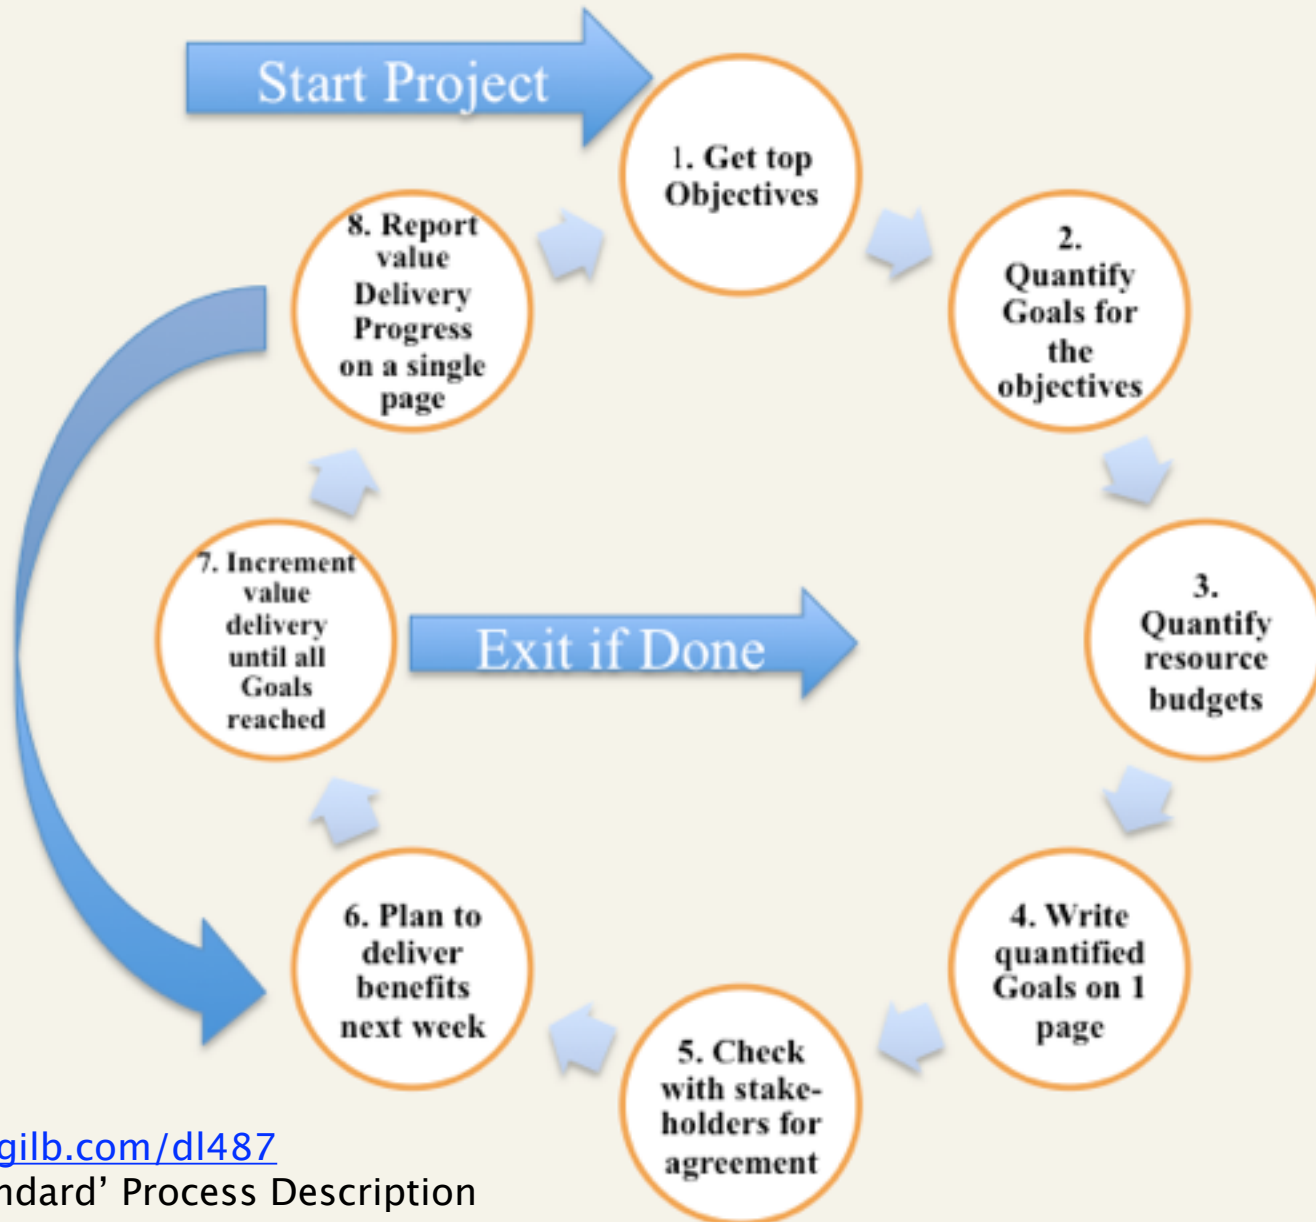 Start Project
1. Get top
Objectives
2.
Quantify
Goals for
the
objectives
3.
Quantify
resource
budgets
4. Write
quantified
Goals on 1
page
5. Check
with stake-
holders for
agreement
6. Plan to
deliver
benefits
next week
7. Increment
value
delivery
until all
Goals
reached
8. Report
value
Delivery
Progress
on a single
page
Exit if Done
gilb.com/dl487
ndard’ Process Description